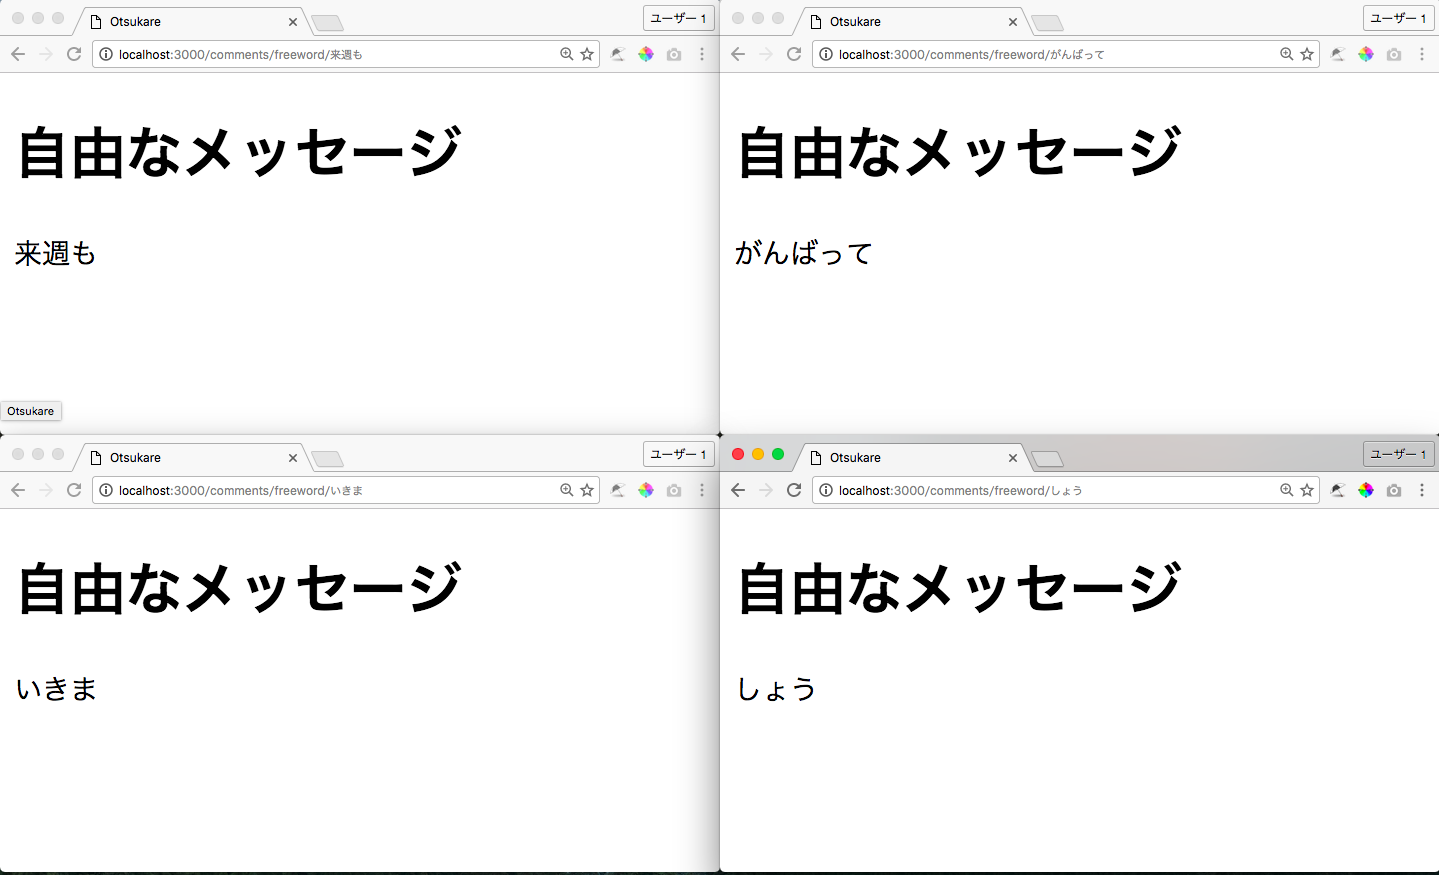 Otsukare
ユーザー 1
localhost:3000/comments/freeword/来週も
自由なメッセージ
来週も
Otsukare
Otsukare
ユーザー 1
localhost:3000/comments/freeword/がんばって
自由なメッセージ
がんばって
Otsukare
ユーザー 1
localhost:3000/comments/freeword/いきま
自由なメッセージ
いきま
Otsukare
ユーザー 1
localhost:3000/comments/freeword/しょう
自由なメッセージ
しょう